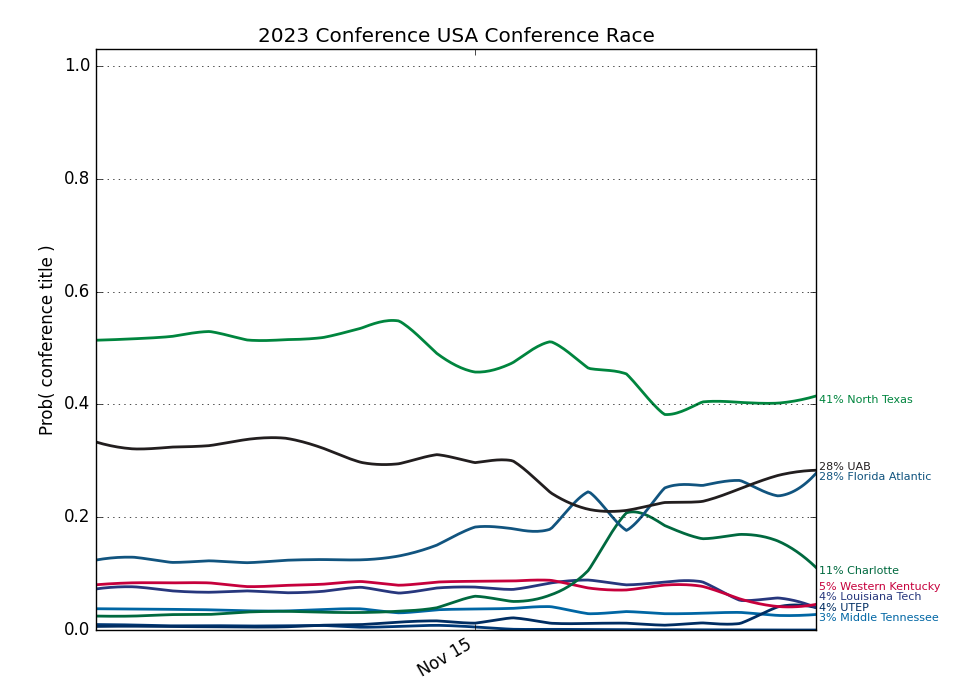 2023 Conference USA Conference Race
1.0
0.8
0.6
0.4
0.2
0.0
Prob( conference title )
Nov 15
41% North Texas
28% UAB
28% Florida Atlantic
11% Charlotte
5% Western Kentucky
4% Louisiana Tech
4% UTEP
3% Middle Tennessee